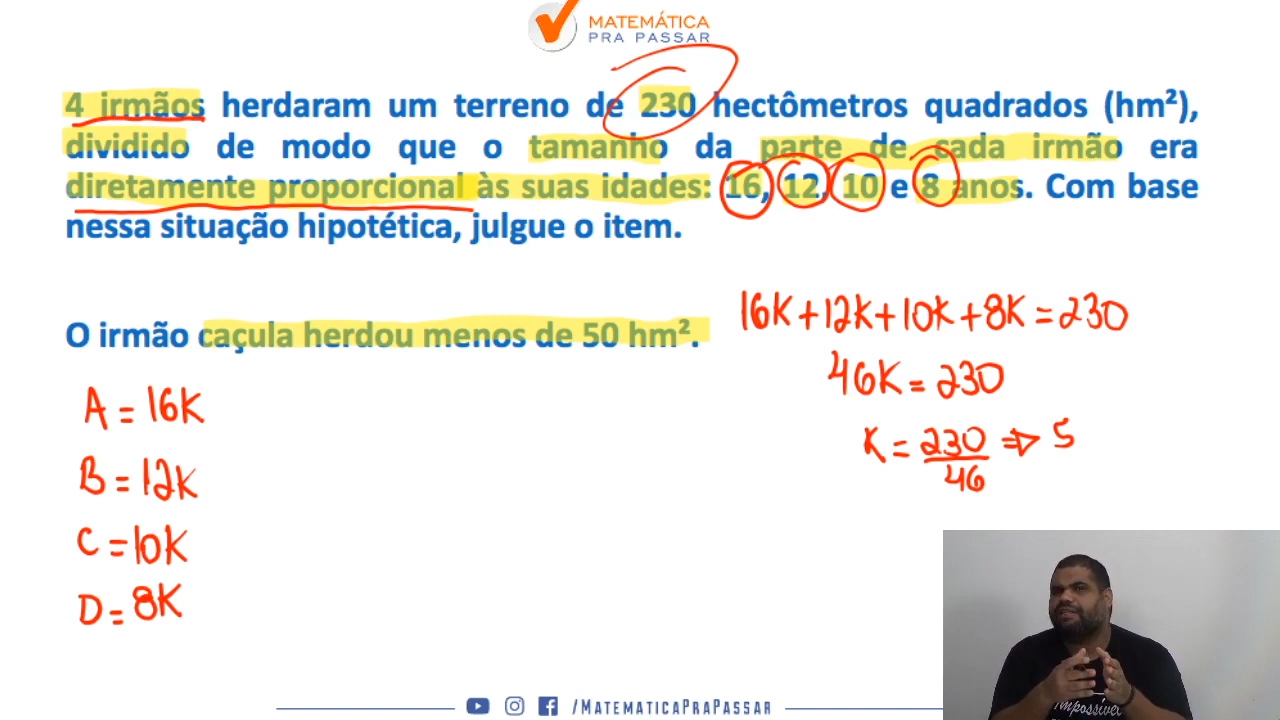 MATEMÁTICA
PRA PASSAR
4 irmãos herdaram um terreno de 230 hectômetros quadrados (hm²),
dividido de modo que o tamanho da parte de cada irmão era
diretamente proporcional às suas idades: 16, 12, 10 e 8 anos. Com base
nessa situação hipotética, julgue o item.
O irmão caçula herdou menos de 50 hm².
A = 16K
B = 12K
C = 10K
D = 8K
16K + 12K + 10K + 8K = 230
46K = 230
K = 230/46 ⇒ 5
Impossível
/MATEMATICAPRAPASSAR